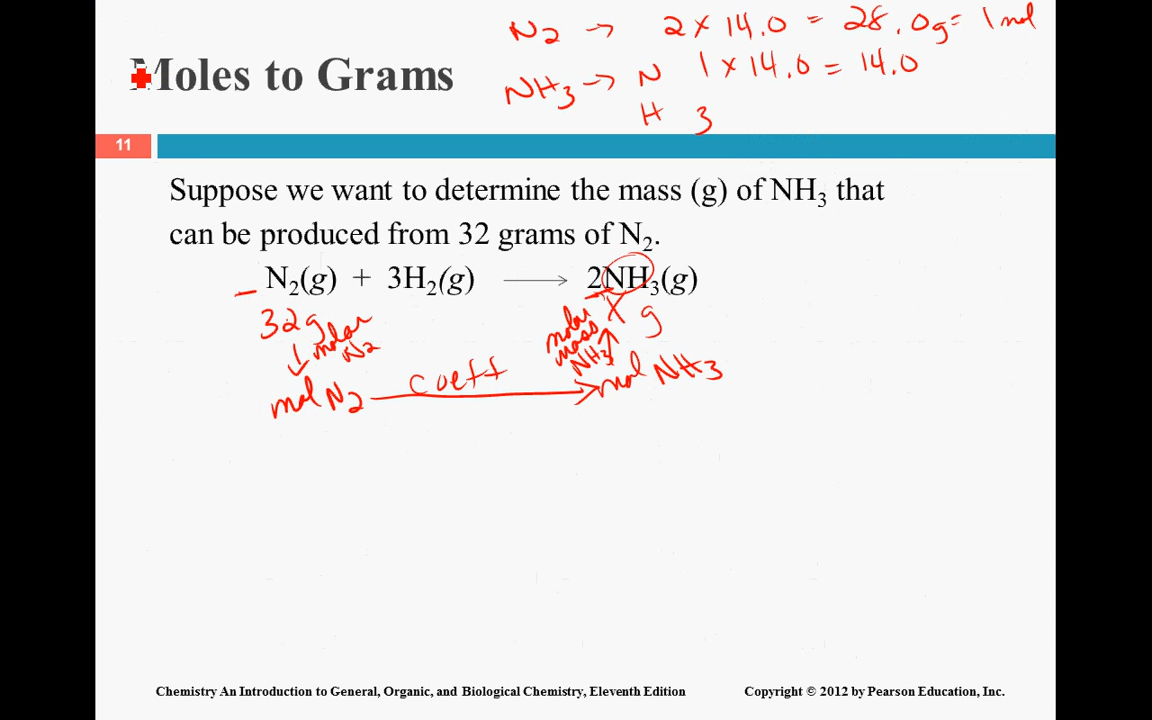 N2 → 2 × 14.0 = 28.0g = 1 mol
Moles to Grams
NH3 → N 1 × 14.0 = 14.0
H 3
11
Suppose we want to determine the mass (g) of NH3 that
can be produced from 32 grams of N2.
N2(g) + 3H2(g) → 2NH3(g)
32g
X g
↓ molar
N2
molar
mass
NH3 ↑
mol N2
coeff
mol NH3
Chemistry An Introduction to General, Organic, and Biological Chemistry, Eleventh Edition
Copyright © 2012 by Pearson Education, Inc.